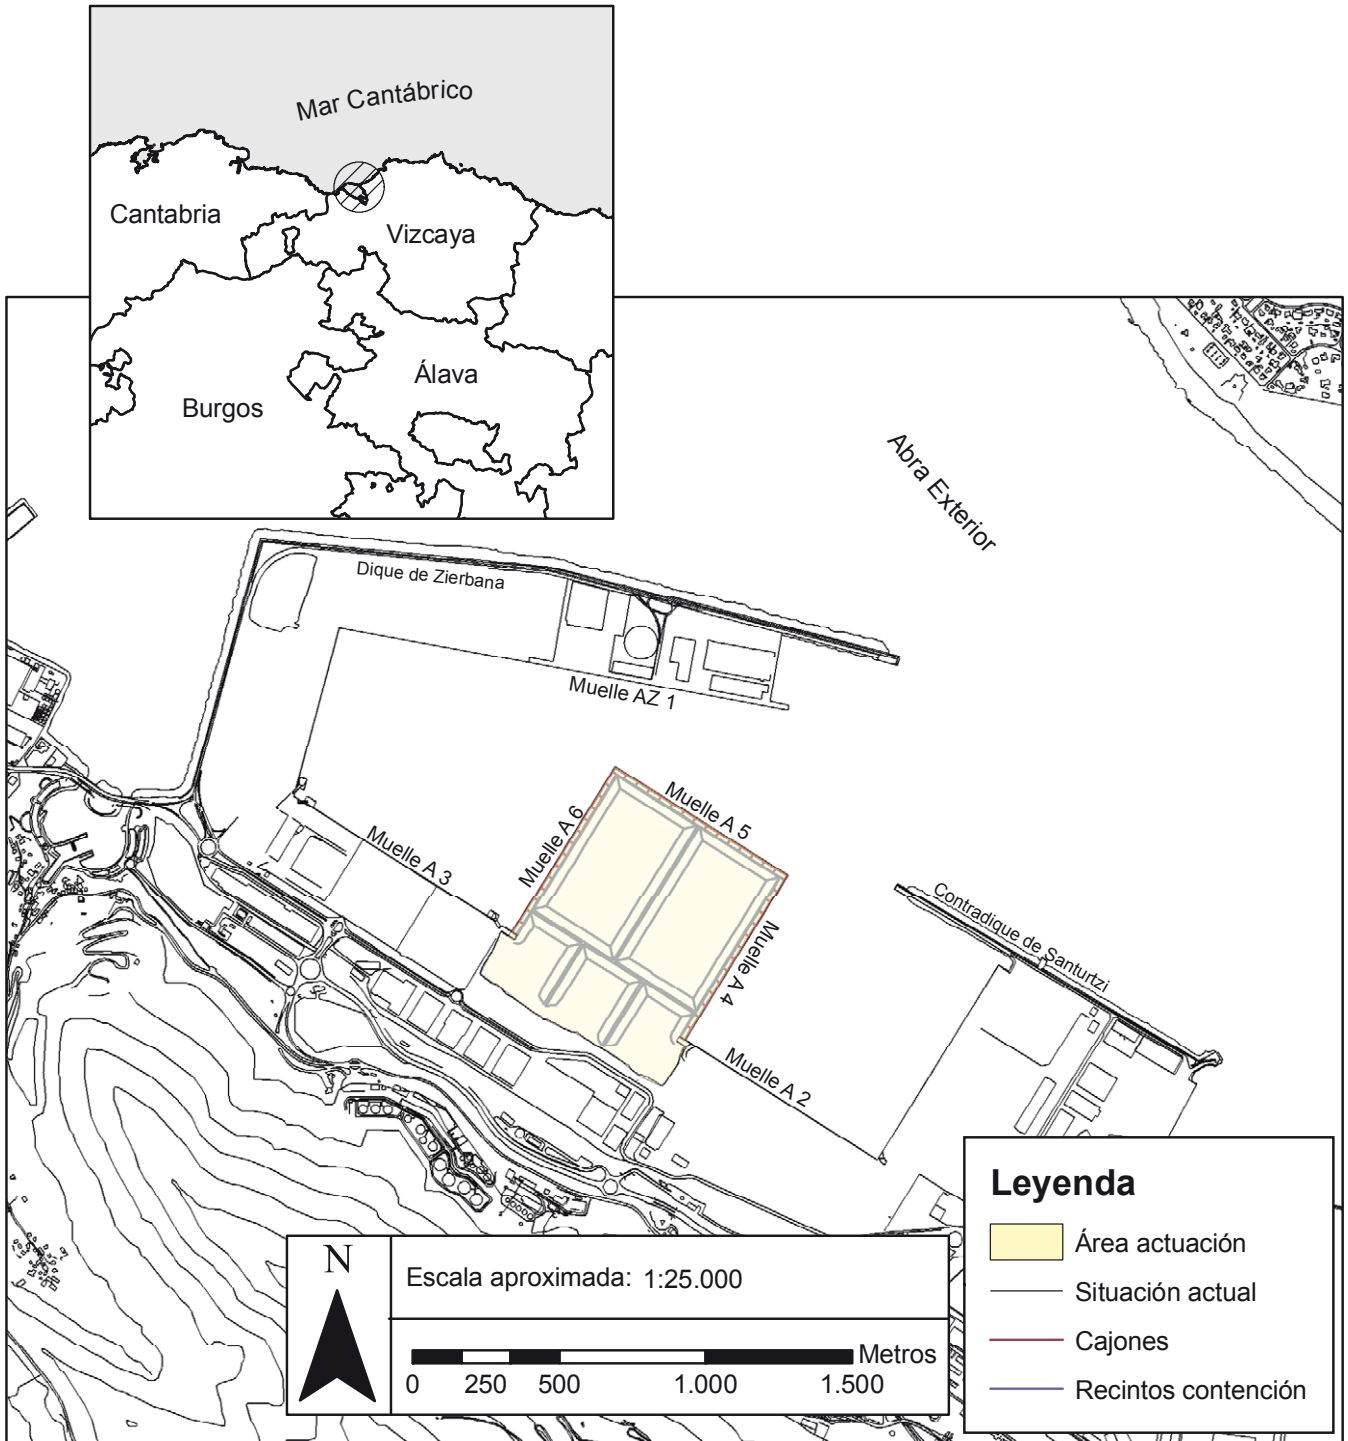 Mar Cantábrico
Cantabria
Vizcaya
Álava
Burgos
Abra Exterior
Dique de Zierbana
Muelle AZ 1
Muelle A 5
Muelle A 6
Muelle A 3
Contradique de Santurtzi
Muelle A 4
Muelle A 2
Leyenda
Área actuación
Situación actual
Cajones
Recintos contención
N
Escala aproximada: 1:25.000
Metros
0 250 500 1.000 1.500